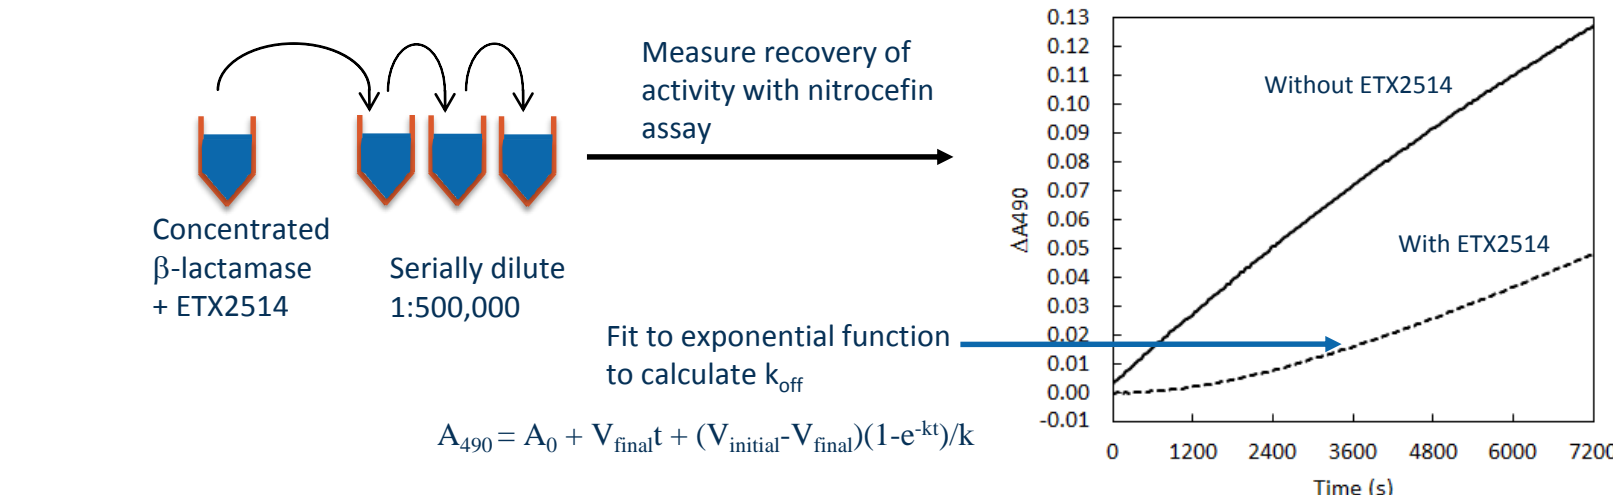 Concentrated
β-lactamase
+ ETX2514
Serially dilute
1:500,000
Measure recovery of
activity with nitrocefin
assay
Fit to exponential function
to calculate koff
A490 = A0 + Vfinalt + (Vinitial-Vfinal)(1-e-kt)/k
ΔA490
0.13
0.12
0.11
0.10
0.09
0.08
0.07
0.06
0.05
0.04
0.03
0.02
0.01
0.00
-0.01
Without ETX2514
With ETX2514
0 1200 2400 3600 4800 6000 7200
Time (s)